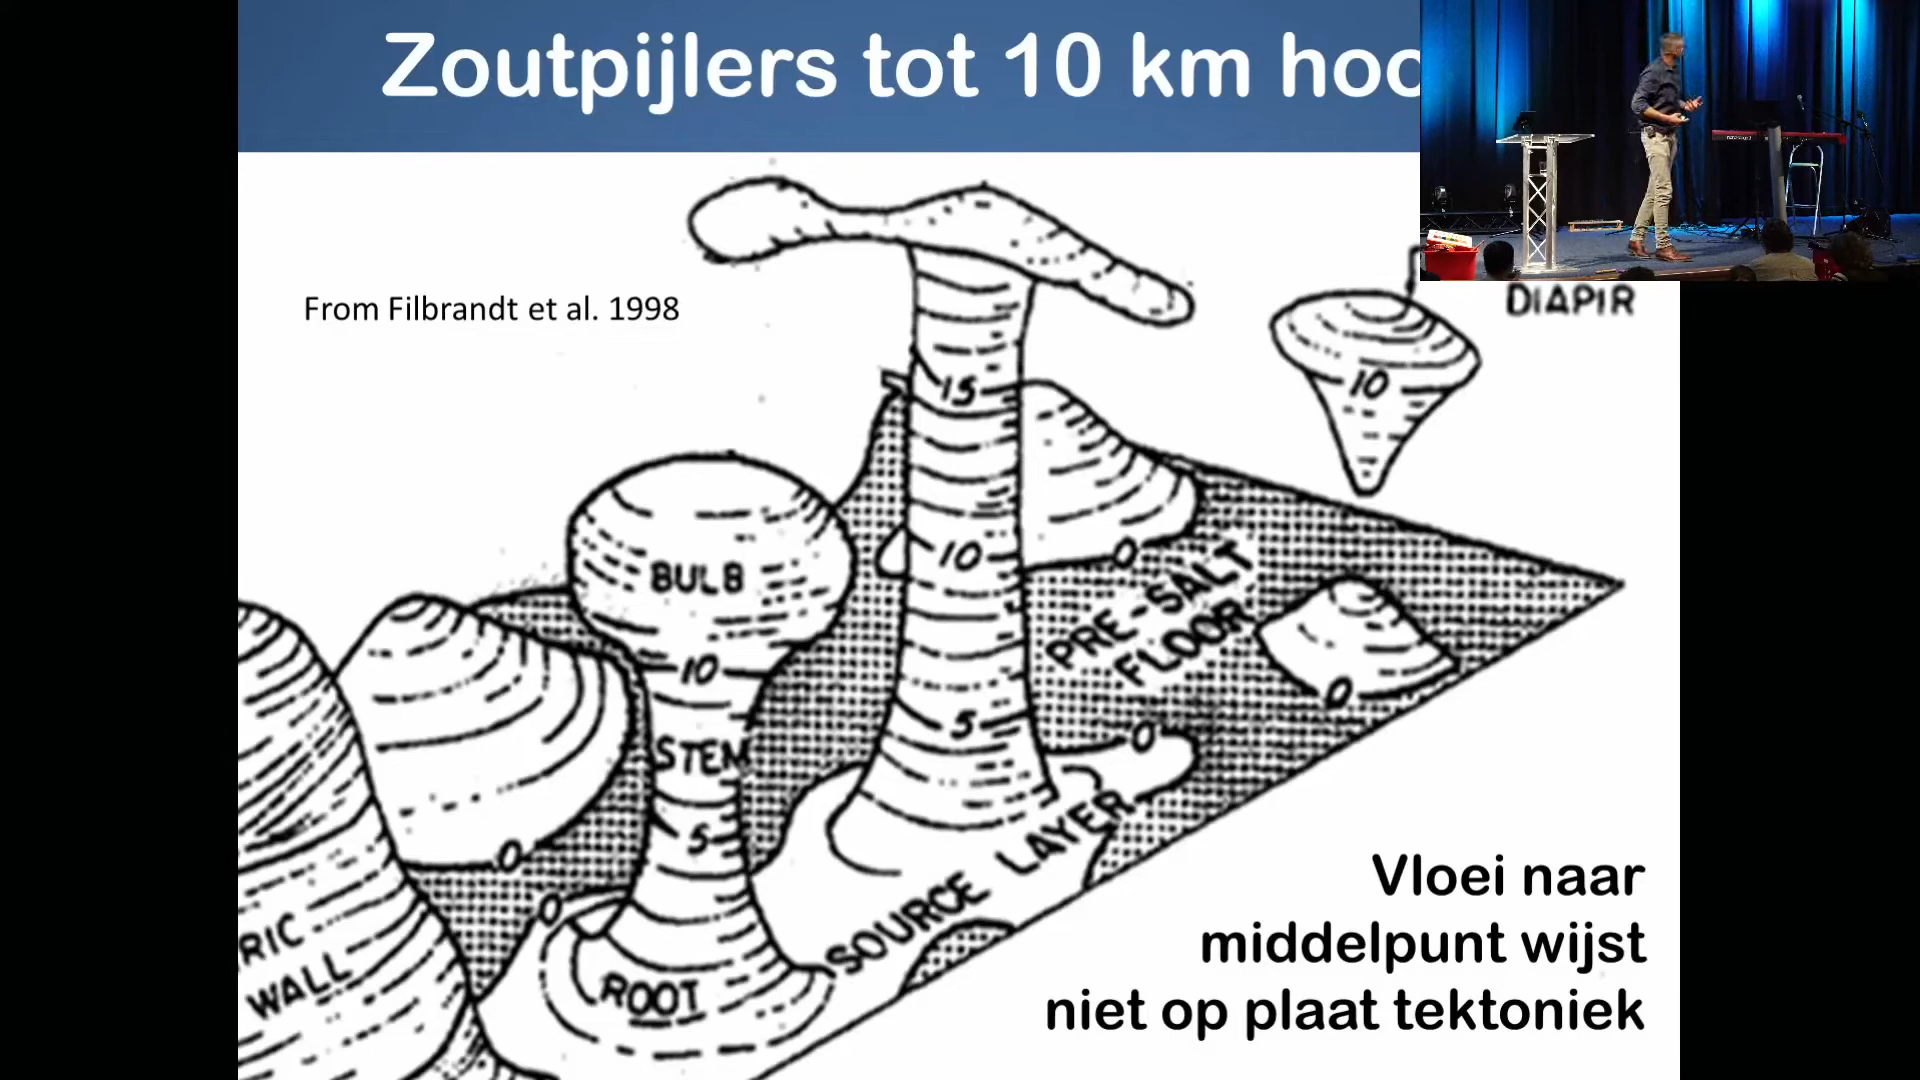 Zoutpijlers tot 10 km hoo
From Filbrandt et al. 1998
DIAPIR
15
10
BULB
10
0
PRE-SALT
FLOOR
10
0
5
STEM
0
5
SOURCE LAYER
0
0
RIC
WALL
ROOT
Vloei naar
middelpunt wijst
niet op plaat tektoniek